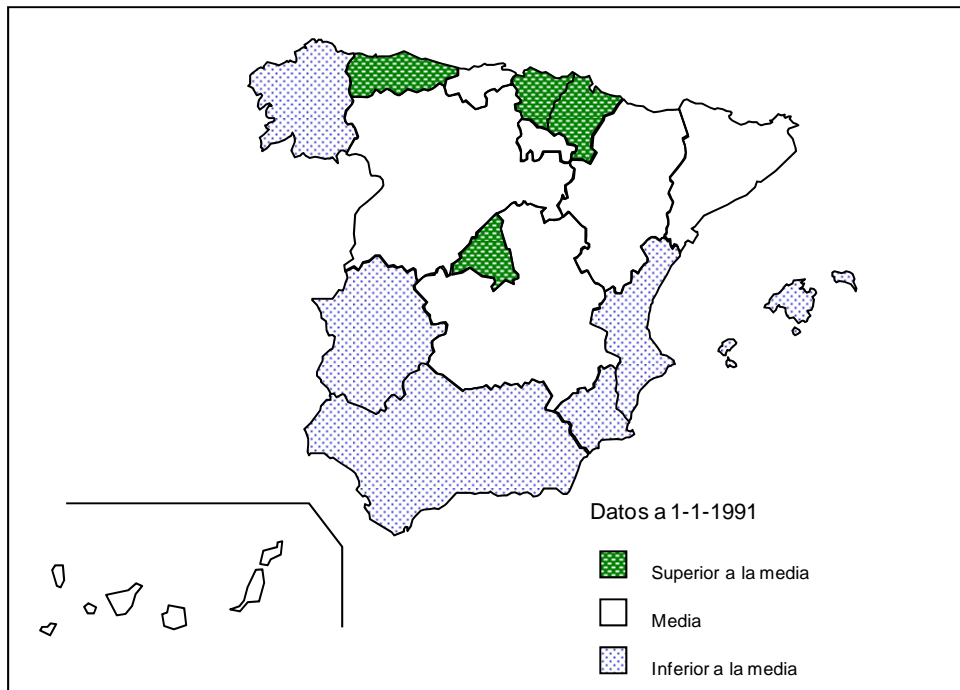 Datos a 1-1-1991
Superior a la media
Media
Inferior a la media